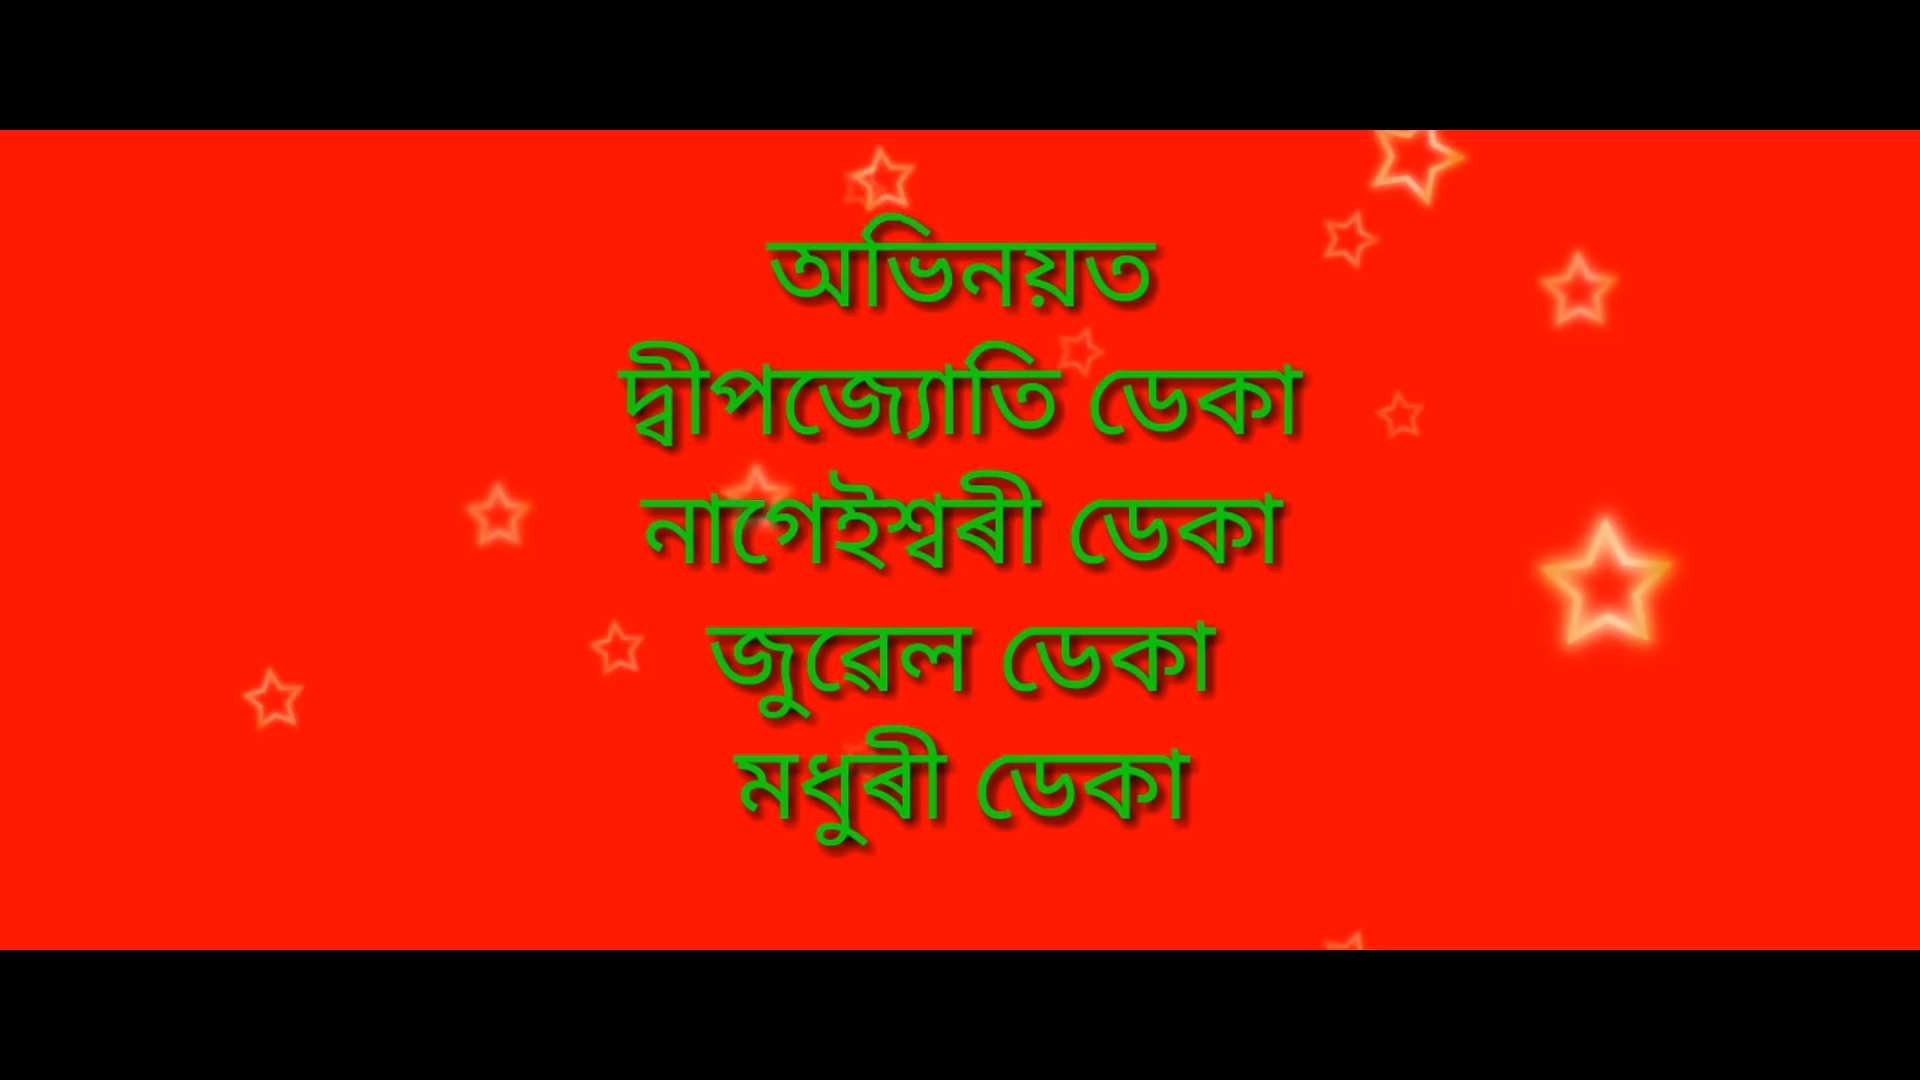 অভিনয়ত
দ্বীপজ্যোতি ডেকা
নাগেইশ্বৰী ডেকা
জুৱেল ডেকা
মধুৰী ডেকা